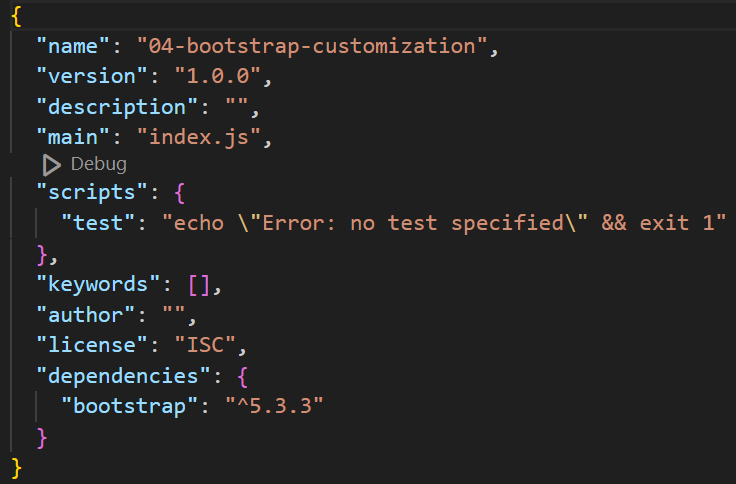 {
"name": "04-bootstrap-customization",
"version": "1.0.0",
"description": "",
"main": "index.js",
Debug
"scripts": {
"test": "echo \"Error: no test specified\" && exit 1"
},
"keywords": [],
"author": "",
"license": "ISC",
"dependencies": {
"bootstrap": "^5.3.3"
}
}